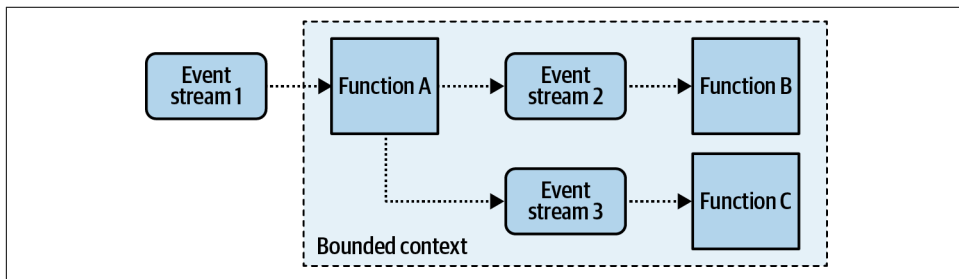 Event
stream 1
Function A
Event
stream 2
Function B
Event
stream 3
Function C
Bounded context